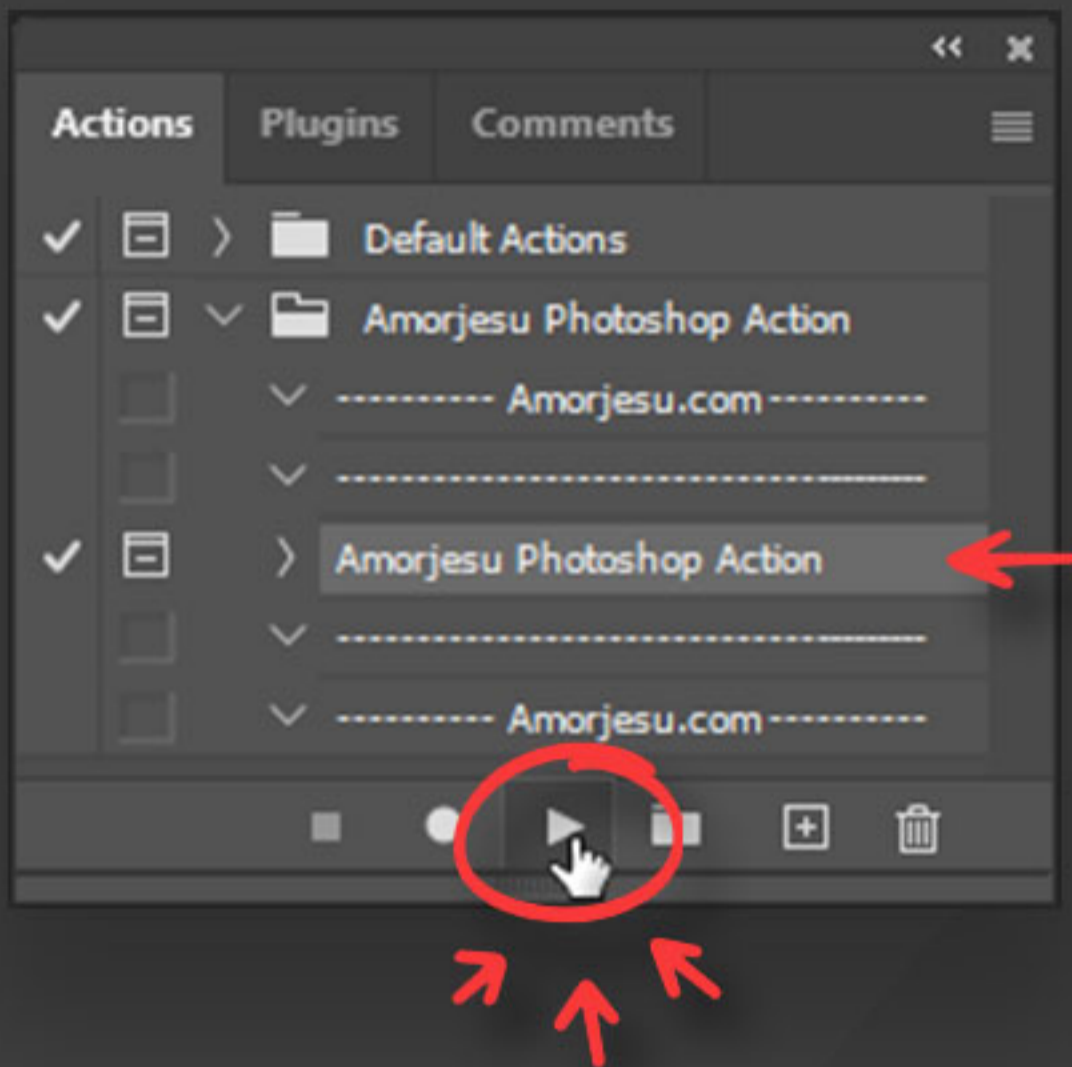 Actions Plugins Comments
Default Actions
Amorjesu Photoshop Action
---------- Amorjesu.com----------
-------------------------------------
Amorjesu Photoshop Action
-------------------------------------
---------- Amorjesu.com----------